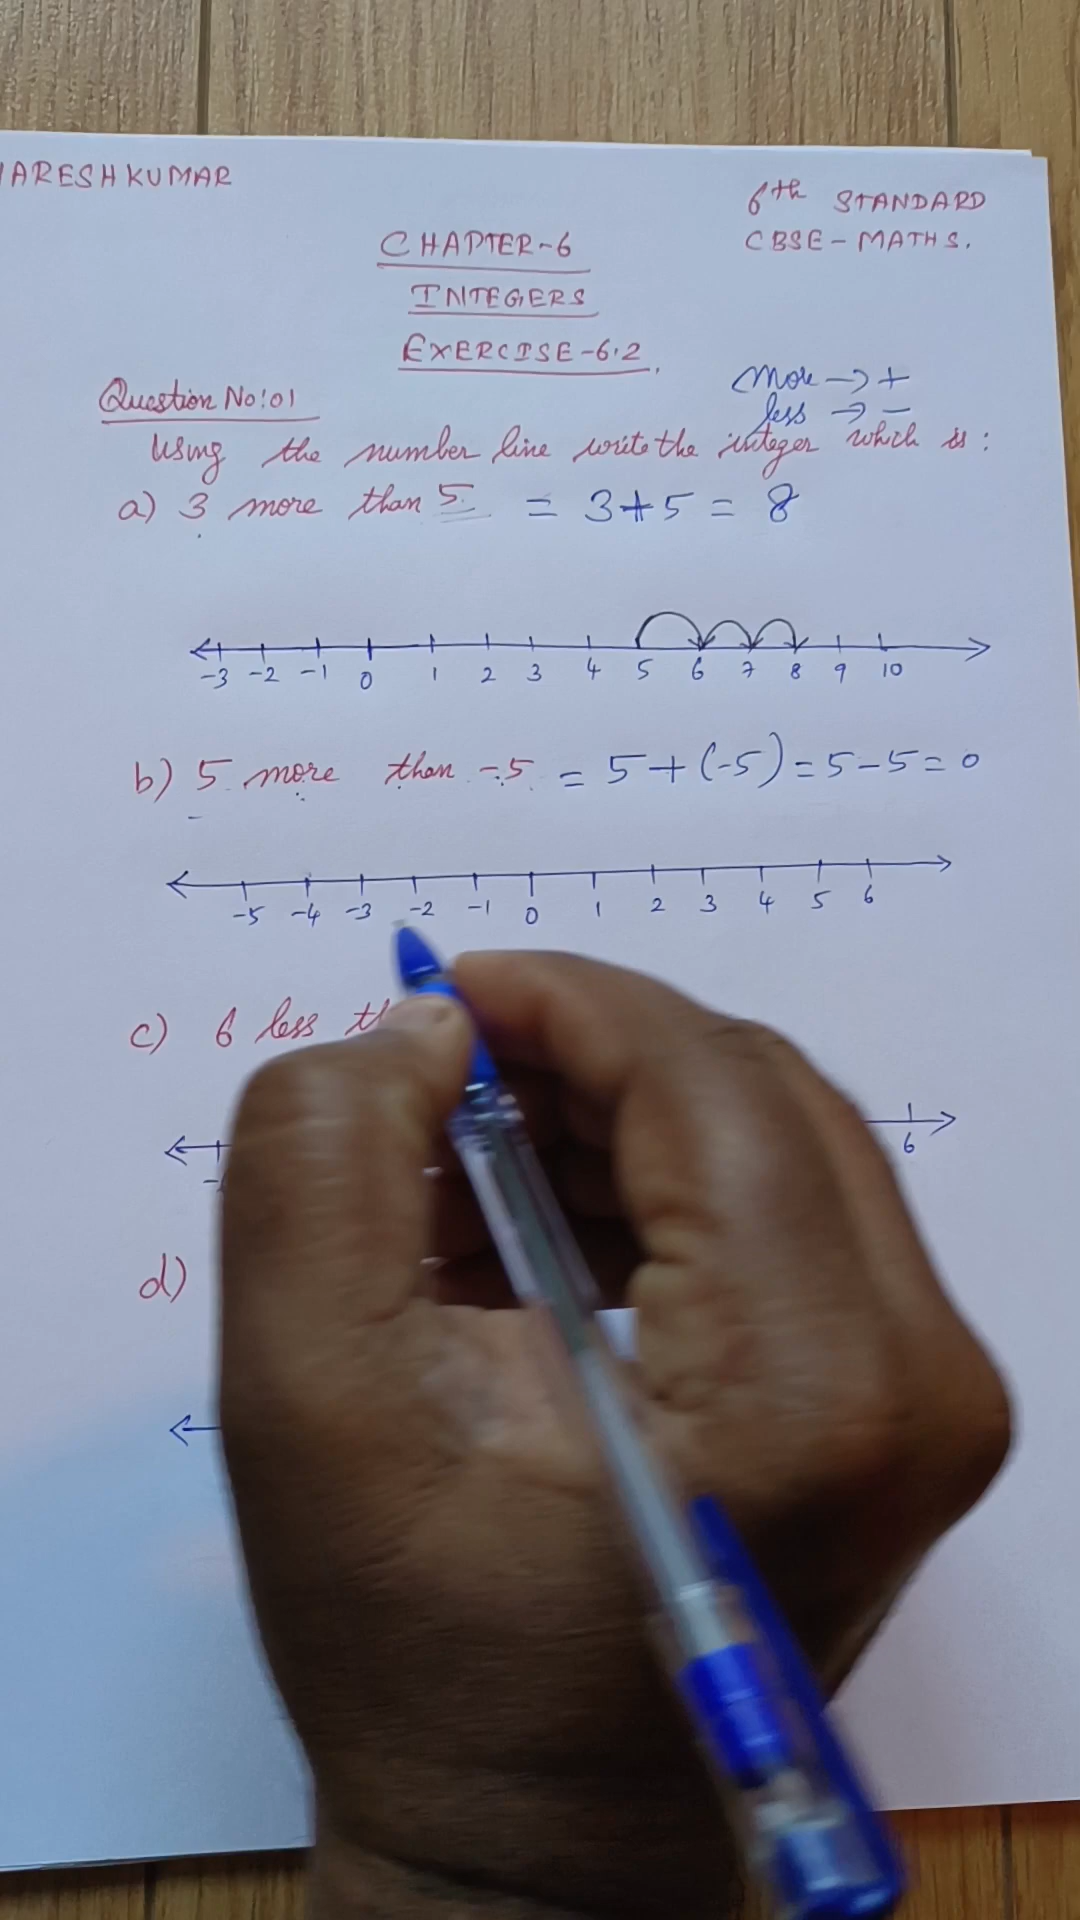 ARESH KUMAR
6th STANDARD
CBSE - MATHS.
CHAPTER-6
INTEGERS
EXERCISE-6.2.
Question No:01
more → +
less → -
Using the number line write the integer which is:
a) 3 more than 5. = 3+5 = 8
-3 -2 -1 0 1 2 3 4 5 6 7 8 9 10
b) 5 more than -5 = 5+(-5) = 5-5 = 0
-5 -4 -3 -2 -1 0 1 2 3 4 5 6
c) 6 less
6
d)